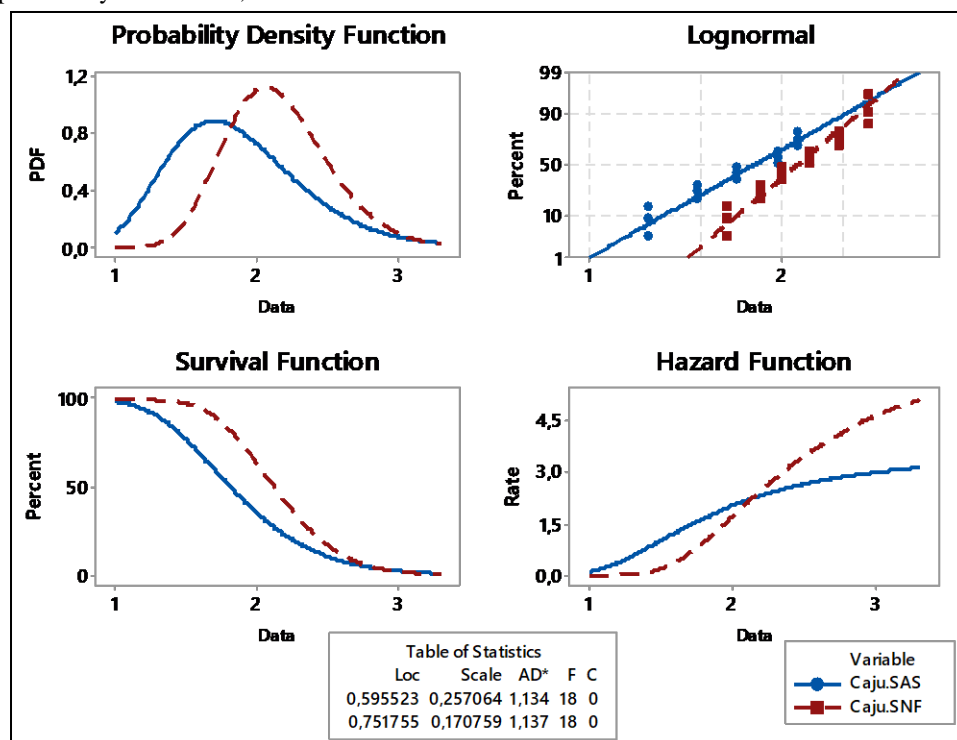 Probability Density Function
1,2
0,8
0,4
0,0
PDF
1 2 3
Data
Lognormal
99
90
50
10
1
Percent
1 2
Data
Survival Function
100
50
0
Percent
1 2 3
Data
Hazard Function
4,5
3,0
1,5
0,0
Rate
1 2 3
Data
Table of Statistics
Loc Scale AD* F C
0,595523 0,257064 1,134 18 0
0,751755 0,170759 1,137 18 0
Variable
Caju.SAS
Caju.SNF